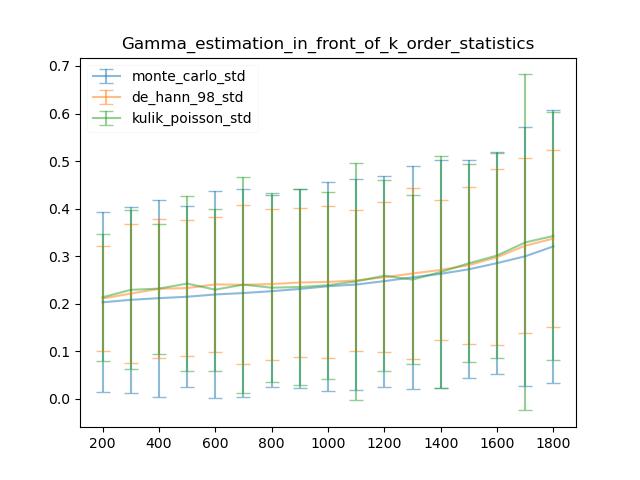 Gamma_estimation_in_front_of_k_order_statistics
0.7
0.6
0.5
0.4
0.3
0.2
0.1
0.0
monte_carlo_std
de_hann_98_std
kulik_poisson_std
200 400 600 800 1000 1200 1400 1600 1800